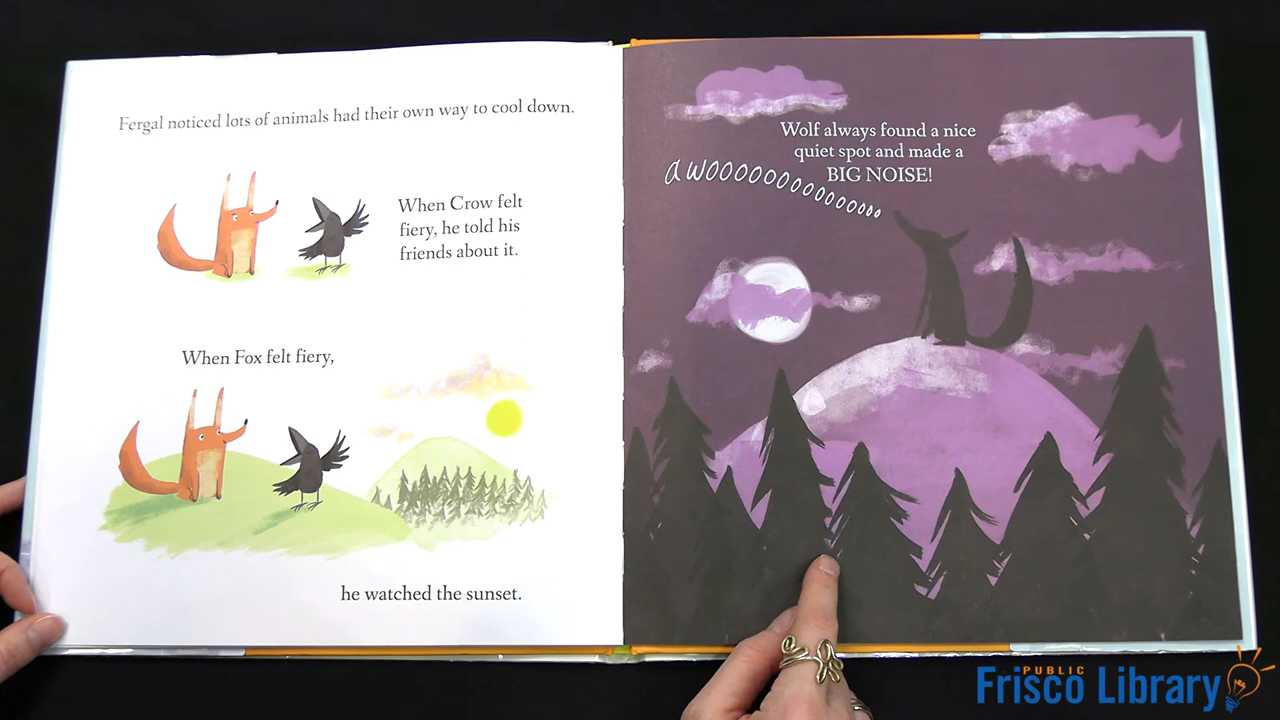 Fergal noticed lots of animals had their own way to cool down.
When Crow felt
fiery, he told his
friends about it.
When Fox felt fiery,
he watched the sunset.
Wolf always found a nice
quiet spot and made a
BIG NOISE!
awooooooooooooooo
PUBLIC
Frisco Library